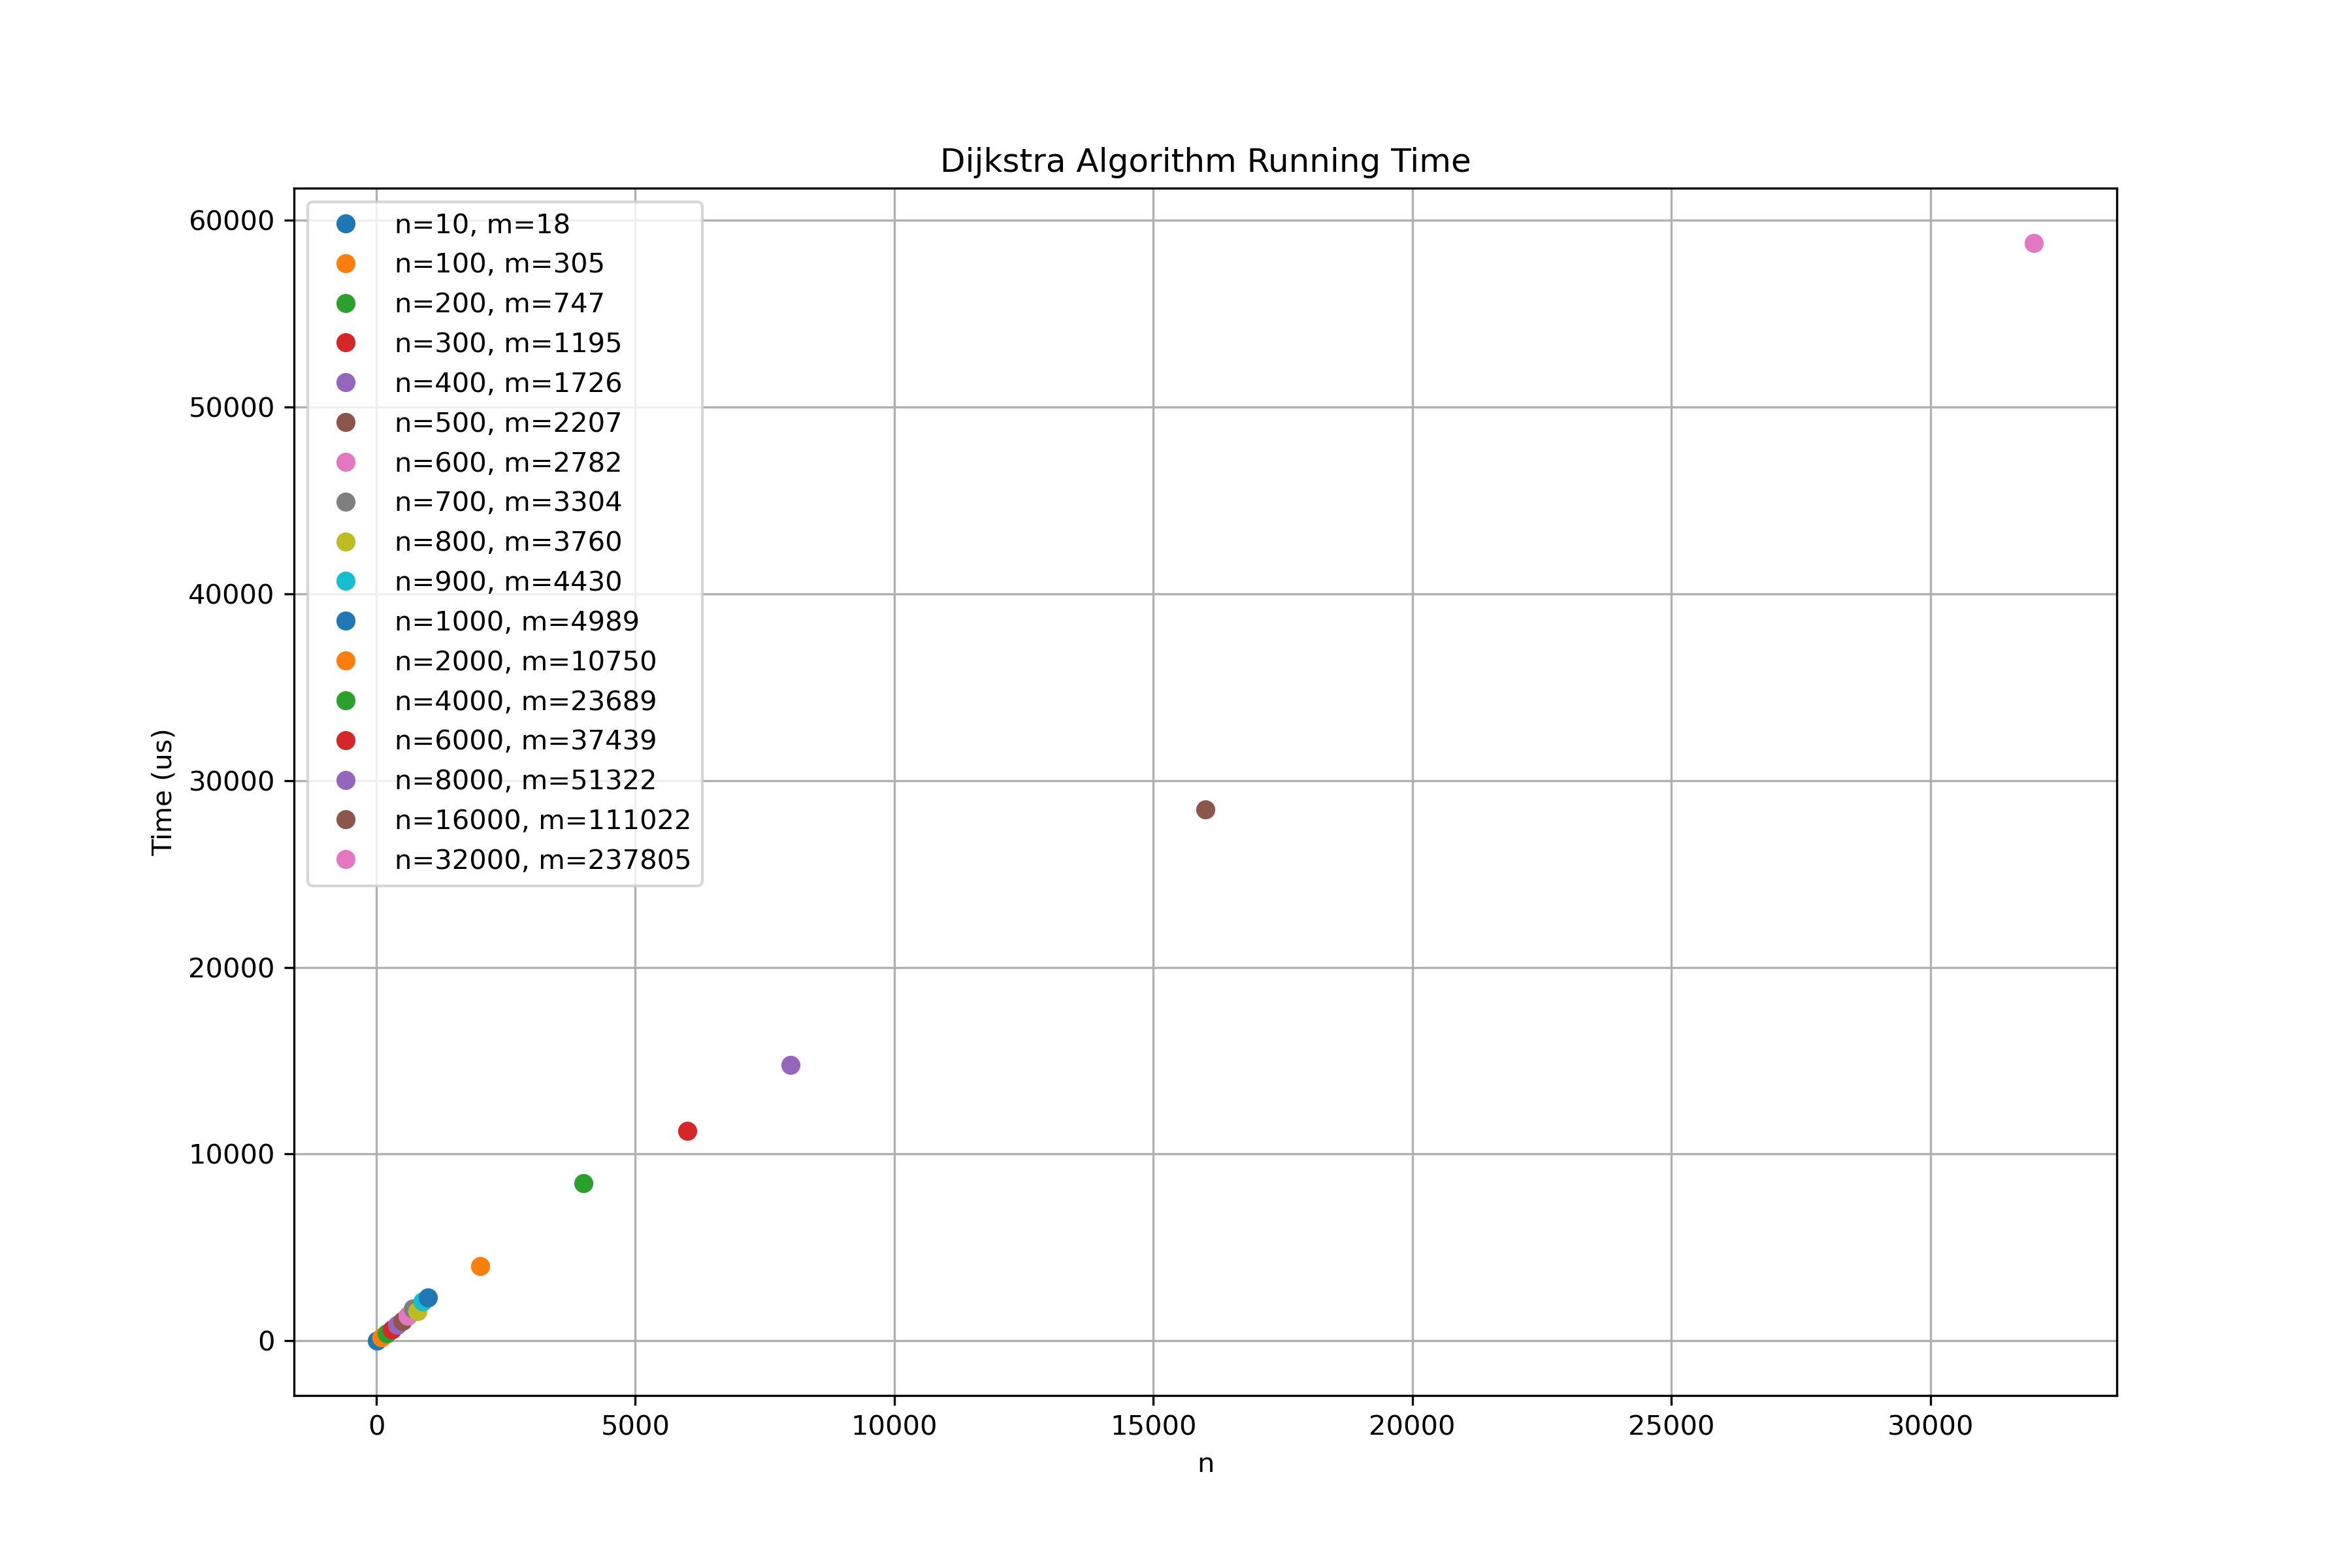 Dijkstra Algorithm Running Time
60000
50000
40000
30000
20000
10000
0
Time (us)
n=10, m=18
n=100, m=305
n=200, m=747
n=300, m=1195
n=400, m=1726
n=500, m=2207
n=600, m=2782
n=700, m=3304
n=800, m=3760
n=900, m=4430
n=1000, m=4989
n=2000, m=10750
n=4000, m=23689
n=6000, m=37439
n=8000, m=51322
n=16000, m=111022
n=32000, m=237805
0 5000 10000 15000 20000 25000 30000
n